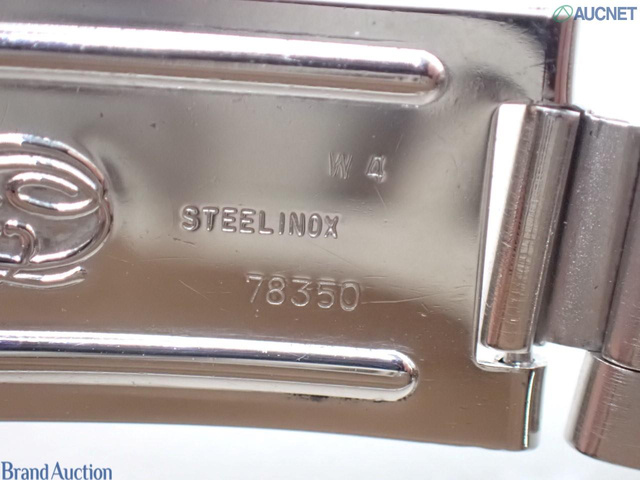 AUCNET
W 4
STEELINOX
78350
Brand Auction